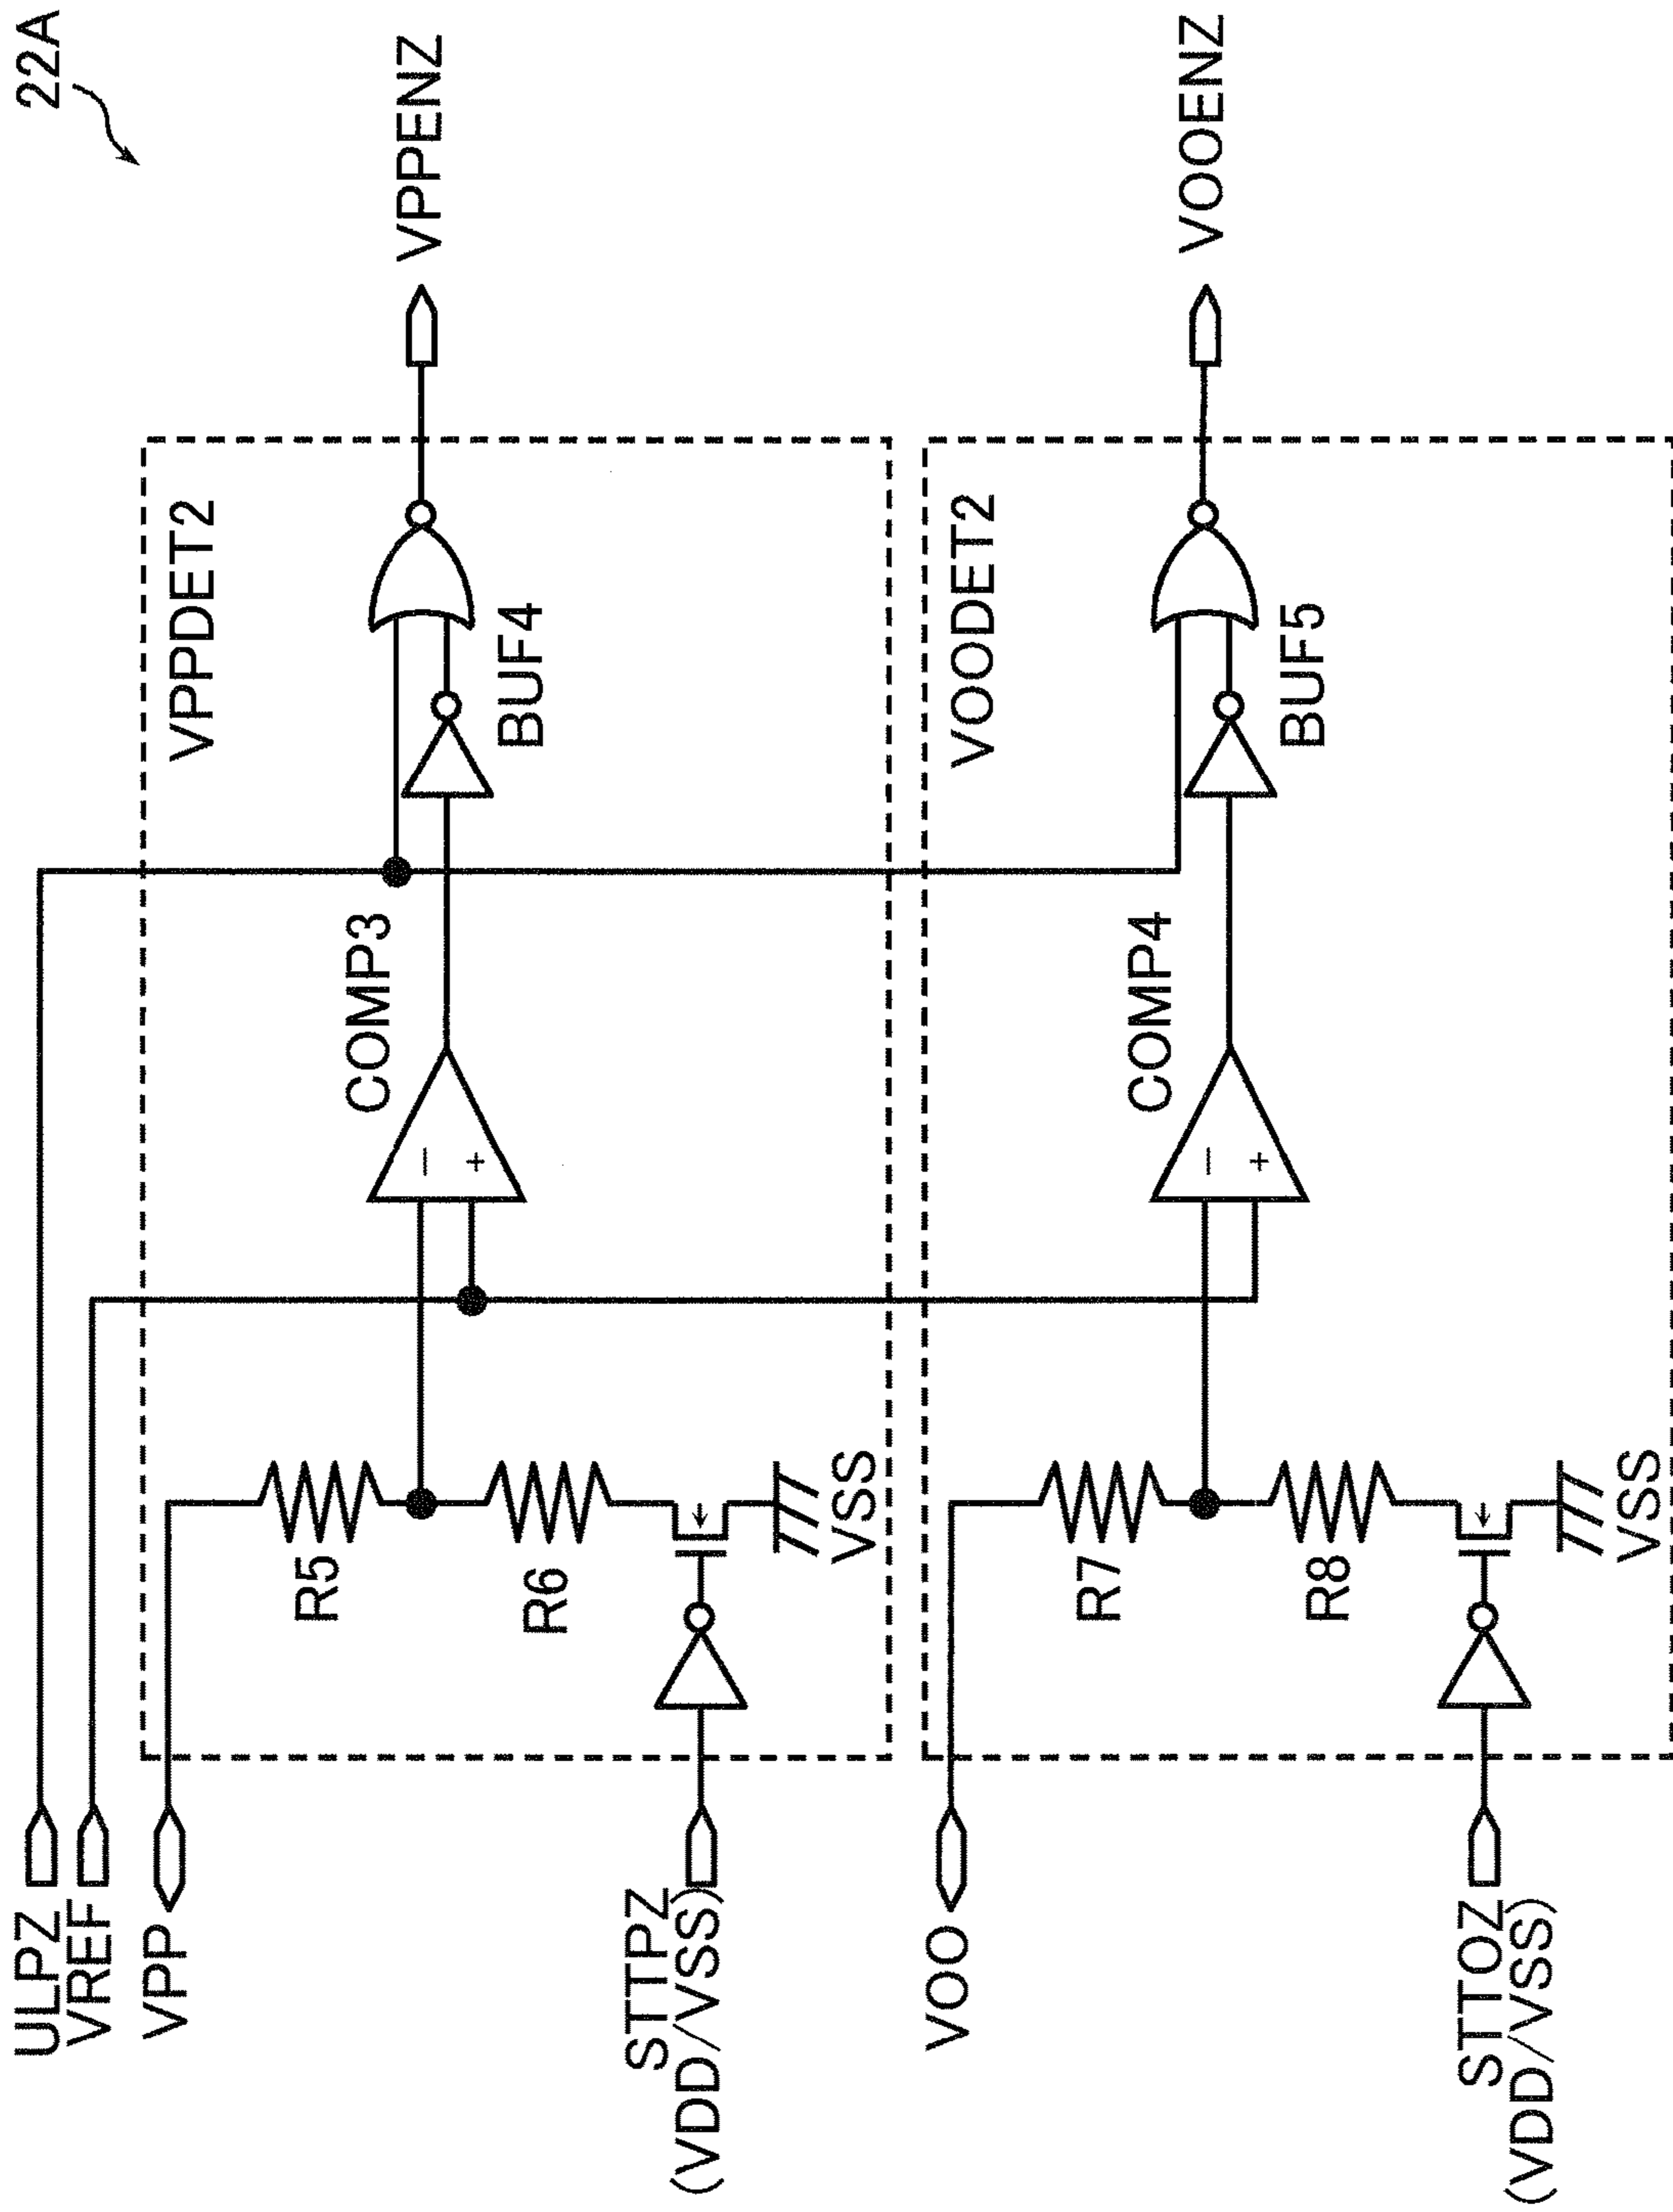 22A
ULPZ
VREF
VPP
VPPDET2
R5
COMP3
VPPENZ
R6
BUF4
−
+
STTPZ
(VDD/VSS)
VSS
VOO
VOODET2
R7
COMP4
VOOENZ
R8
BUF5
−
+
STTOZ
(VDD/VSS)
VSS